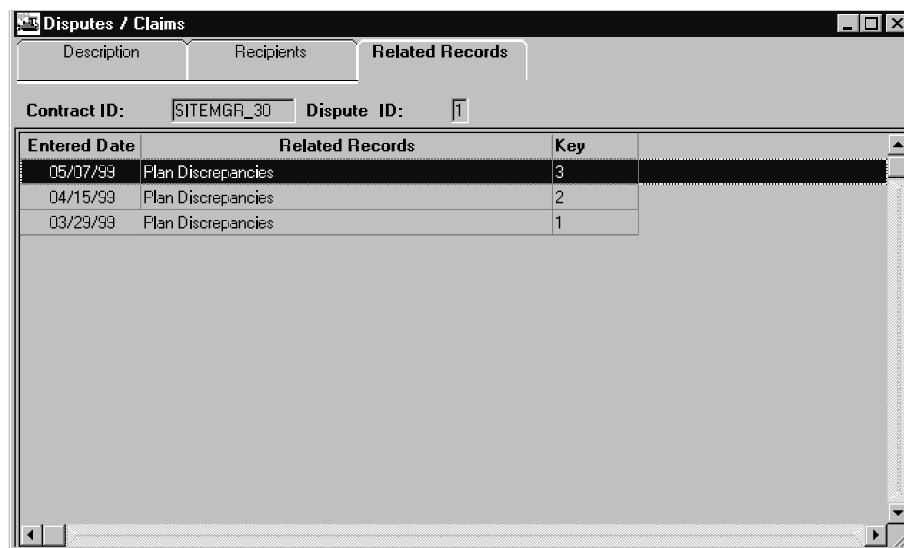 Disputes / Claims
Description Recipients Related Records
Contract ID: SITEMGR_30 Dispute ID: 1
Entered Date Related Records Key
05/07/99 Plan Discrepancies 3
04/15/99 Plan Discrepancies 2
03/29/99 Plan Discrepancies 1